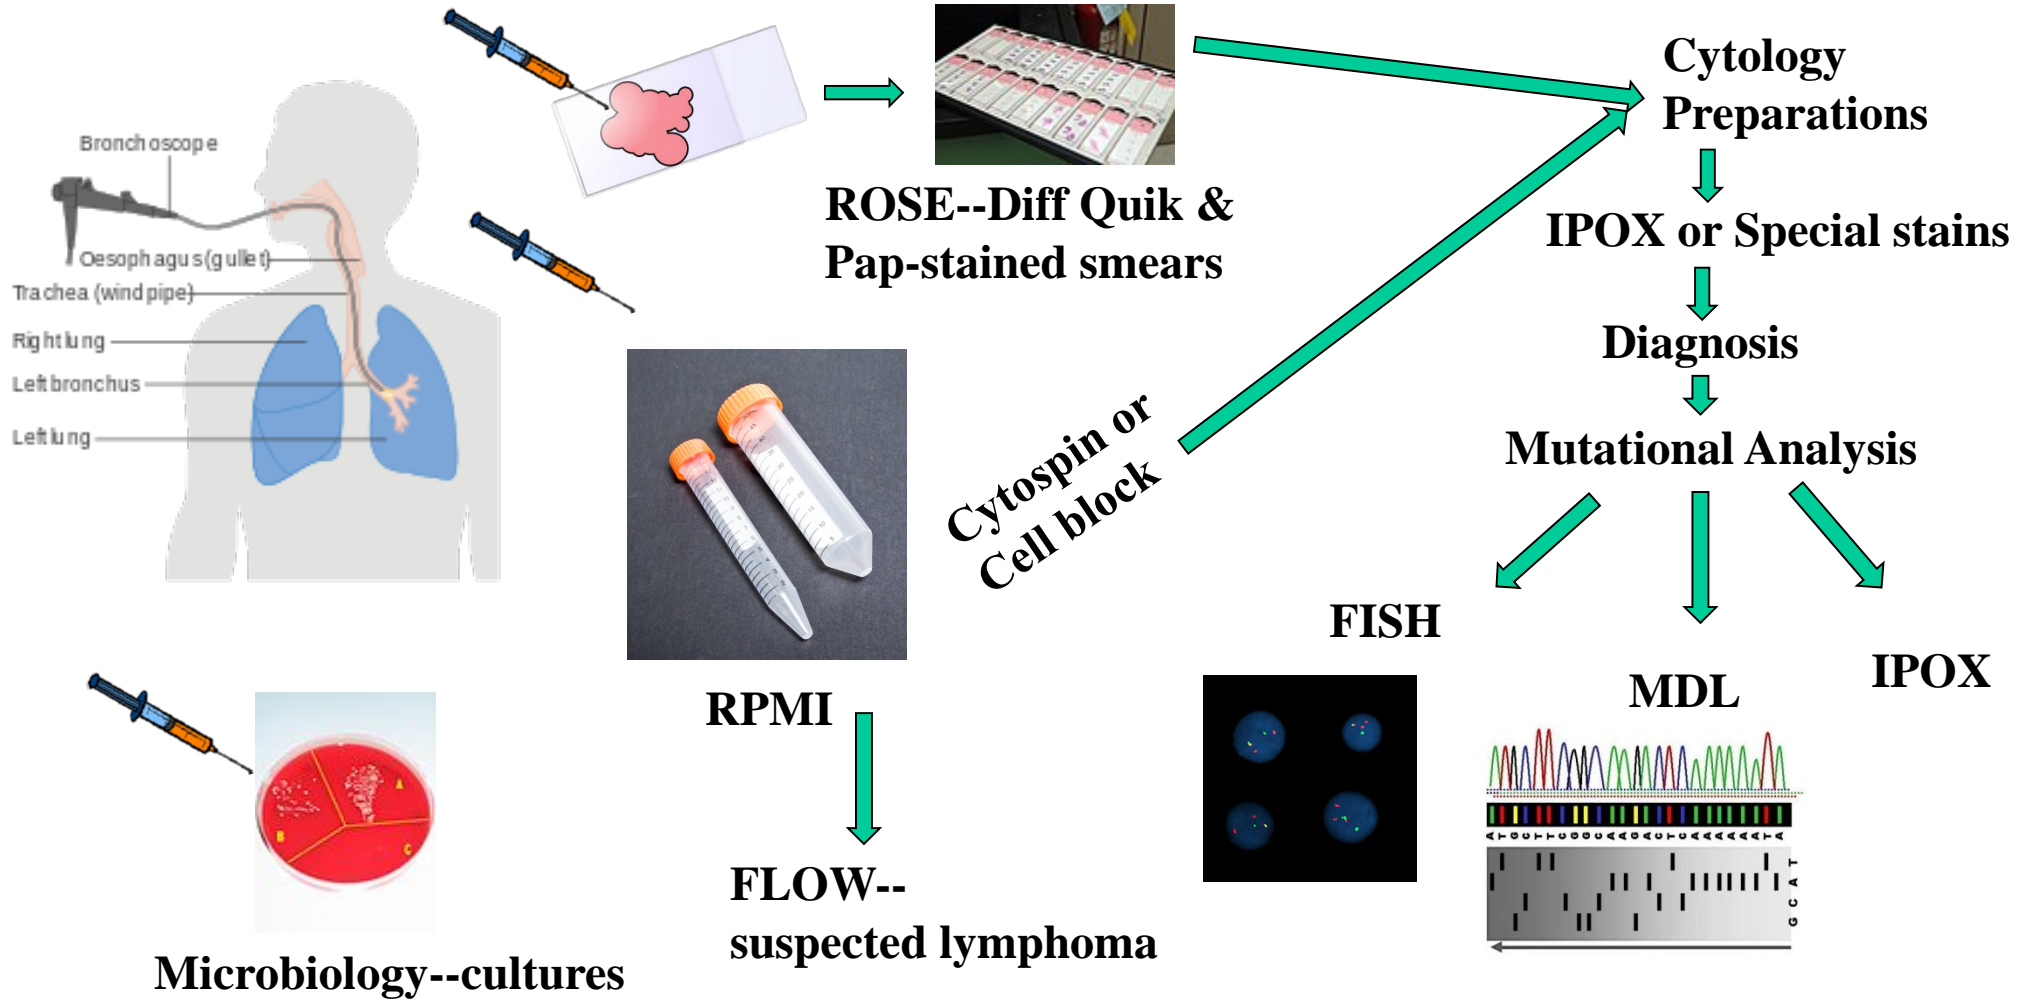 Bronchoscope
Oesophagus (gullet)
Trachea (wind pipe)
Right lung
Left bronchus
Left lung
ROSE--Diff Quik &
Pap-stained smears
Cytology
Preparations
IPOX or Special stains
Diagnosis
Mutational Analysis
Cytospin or
Cell block
FISH
MDL
IPOX
RPMI
FLOW--
suspected lymphoma
A
B
C
Microbiology--cultures
A T G C T T C G G C A A G A C T C A A A A A A T A
T
A
C
G